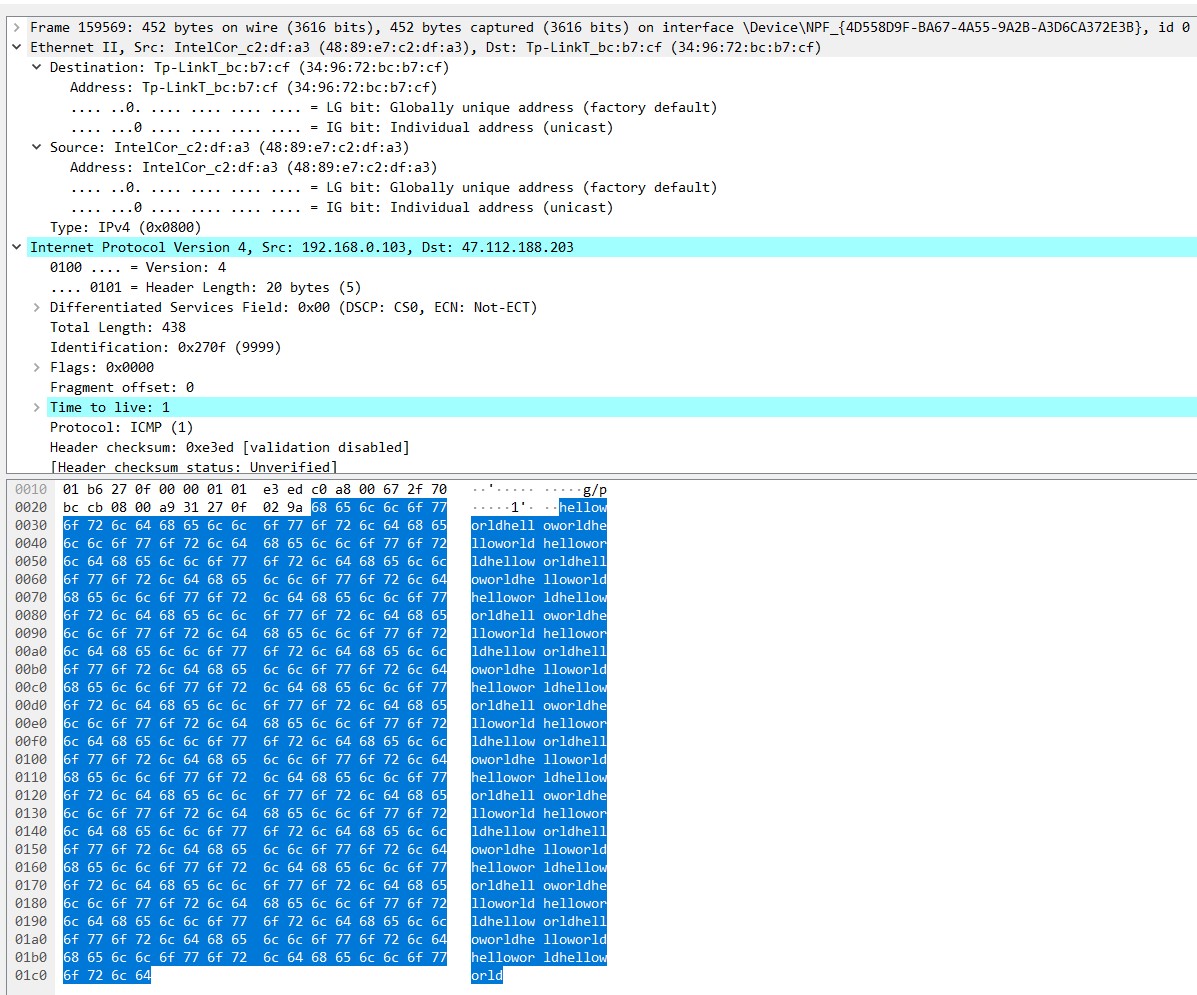 Frame 159569: 452 bytes on wire (3616 bits), 452 bytes captured (3616 bits) on interface \Device\NPF_{4D558D9F-BA67-4A55-9A2B-A3D6CA372E3B}, id 0
Ethernet II, Src: IntelCor_c2:df:a3 (48:89:e7:c2:df:a3), Dst: Tp-LinkT_bc:b7:cf (34:96:72:bc:b7:cf)
Destination: Tp-LinkT_bc:b7:cf (34:96:72:bc:b7:cf)
Address: Tp-LinkT_bc:b7:cf (34:96:72:bc:b7:cf)
.... ..0. .... .... .... .... = LG bit: Globally unique address (factory default)
.... ...0 .... .... .... .... = IG bit: Individual address (unicast)
Source: IntelCor_c2:df:a3 (48:89:e7:c2:df:a3)
Address: IntelCor_c2:df:a3 (48:89:e7:c2:df:a3)
.... ..0. .... .... .... .... = LG bit: Globally unique address (factory default)
.... ...0 .... .... .... .... = IG bit: Individual address (unicast)
Type: IPv4 (0x0800)
Internet Protocol Version 4, Src: 192.168.0.103, Dst: 47.112.188.203
0100 .... = Version: 4
.... 0101 = Header Length: 20 bytes (5)
Differentiated Services Field: 0x00 (DSCP: CS0, ECN: Not-ECT)
Total Length: 438
Identification: 0x270f (9999)
Flags: 0x0000
Fragment offset: 0
Time to live: 1
Protocol: ICMP (1)
Header checksum: 0xe3ed [validation disabled]
[Header checksum status: Unverified]
0010 01 b6 27 0f 00 00 01 01 e3 ed c0 a8 00 67 2f 70 ··'····· ·····g/p
0020 bc cb 08 00 a9 31 27 0f 02 9a 68 65 6c 6c 6f 77 ·····1'· ··hellow
0030 6f 72 6c 64 68 65 6c 6c 6f 77 6f 72 6c 64 68 65 orldhell oworldhe
0040 6c 6c 6f 77 6f 72 6c 64 68 65 6c 6c 6f 77 6f 72 lloworld hellowor
0050 6c 64 68 65 6c 6c 6f 77 6f 72 6c 64 68 65 6c 6c ldhellow orldhell
0060 6f 77 6f 72 6c 64 68 65 6c 6c 6f 77 6f 72 6c 64 oworldhe lloworld
0070 68 65 6c 6c 6f 77 6f 72 6c 64 68 65 6c 6c 6f 77 hellowor ldhellow
0080 6f 72 6c 64 68 65 6c 6c 6f 77 6f 72 6c 64 68 65 orldhell oworldhe
0090 6c 6c 6f 77 6f 72 6c 64 68 65 6c 6c 6f 77 6f 72 lloworld hellowor
00a0 6c 64 68 65 6c 6c 6f 77 6f 72 6c 64 68 65 6c 6c ldhellow orldhell
00b0 6f 77 6f 72 6c 64 68 65 6c 6c 6f 77 6f 72 6c 64 oworldhe lloworld
00c0 68 65 6c 6c 6f 77 6f 72 6c 64 68 65 6c 6c 6f 77 hellowor ldhellow
00d0 6f 72 6c 64 68 65 6c 6c 6f 77 6f 72 6c 64 68 65 orldhell oworldhe
00e0 6c 6c 6f 77 6f 72 6c 64 68 65 6c 6c 6f 77 6f 72 lloworld hellowor
00f0 6c 64 68 65 6c 6c 6f 77 6f 72 6c 64 68 65 6c 6c ldhellow orldhell
0100 6f 77 6f 72 6c 64 68 65 6c 6c 6f 77 6f 72 6c 64 oworldhe lloworld
0110 68 65 6c 6c 6f 77 6f 72 6c 64 68 65 6c 6c 6f 77 hellowor ldhellow
0120 6f 72 6c 64 68 65 6c 6c 6f 77 6f 72 6c 64 68 65 orldhell oworldhe
0130 6c 6c 6f 77 6f 72 6c 64 68 65 6c 6c 6f 77 6f 72 lloworld hellowor
0140 6c 64 68 65 6c 6c 6f 77 6f 72 6c 64 68 65 6c 6c ldhellow orldhell
0150 6f 77 6f 72 6c 64 68 65 6c 6c 6f 77 6f 72 6c 64 oworldhe lloworld
0160 68 65 6c 6c 6f 77 6f 72 6c 64 68 65 6c 6c 6f 77 hellowor ldhellow
0170 6f 72 6c 64 68 65 6c 6c 6f 77 6f 72 6c 64 68 65 orldhell oworldhe
0180 6c 6c 6f 77 6f 72 6c 64 68 65 6c 6c 6f 77 6f 72 lloworld hellowor
0190 6c 64 68 65 6c 6c 6f 77 6f 72 6c 64 68 65 6c 6c ldhellow orldhell
01a0 6f 77 6f 72 6c 64 68 65 6c 6c 6f 77 6f 72 6c 64 oworldhe lloworld
01b0 68 65 6c 6c 6f 77 6f 72 6c 64 68 65 6c 6c 6f 77 hellowor ldhellow
01c0 6f 72 6c 64 orld